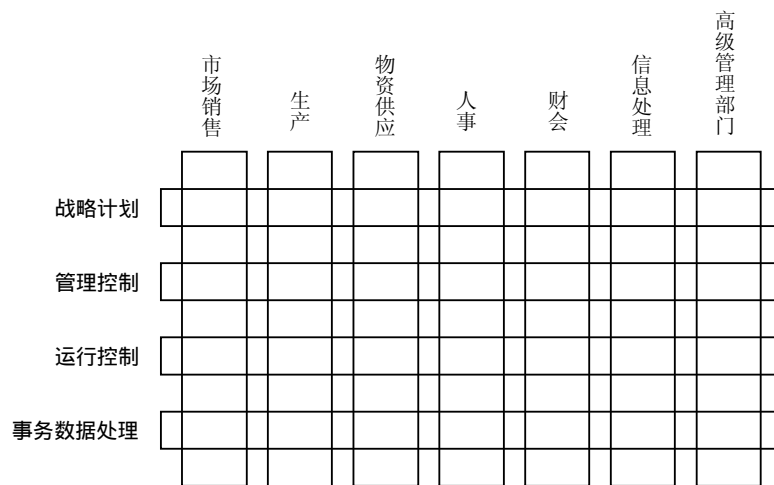 市场销售
生产
物资供应
人事
财会
信息处理
高级管理部门
战略计划
管理控制
运行控制
事务数据处理